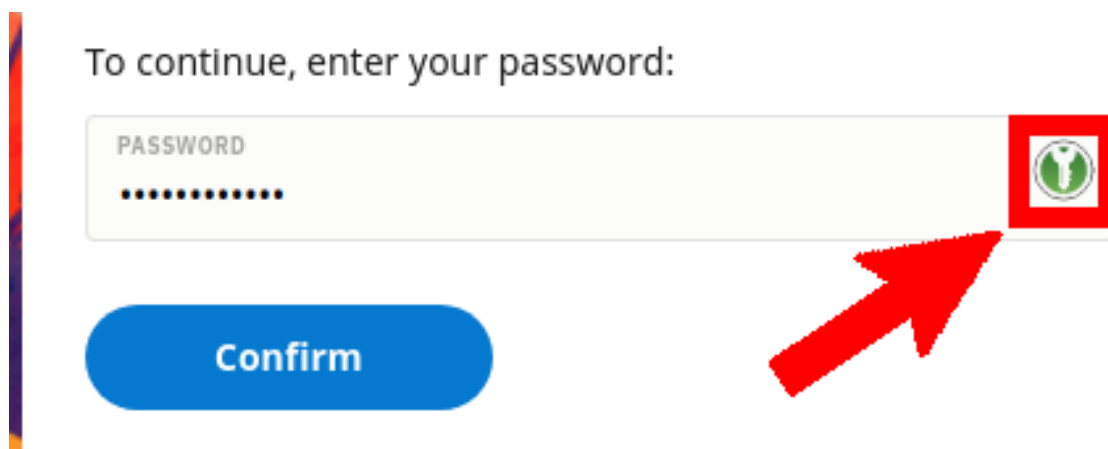 To continue, enter your password:
PASSWORD
••••••••••••
Confirm